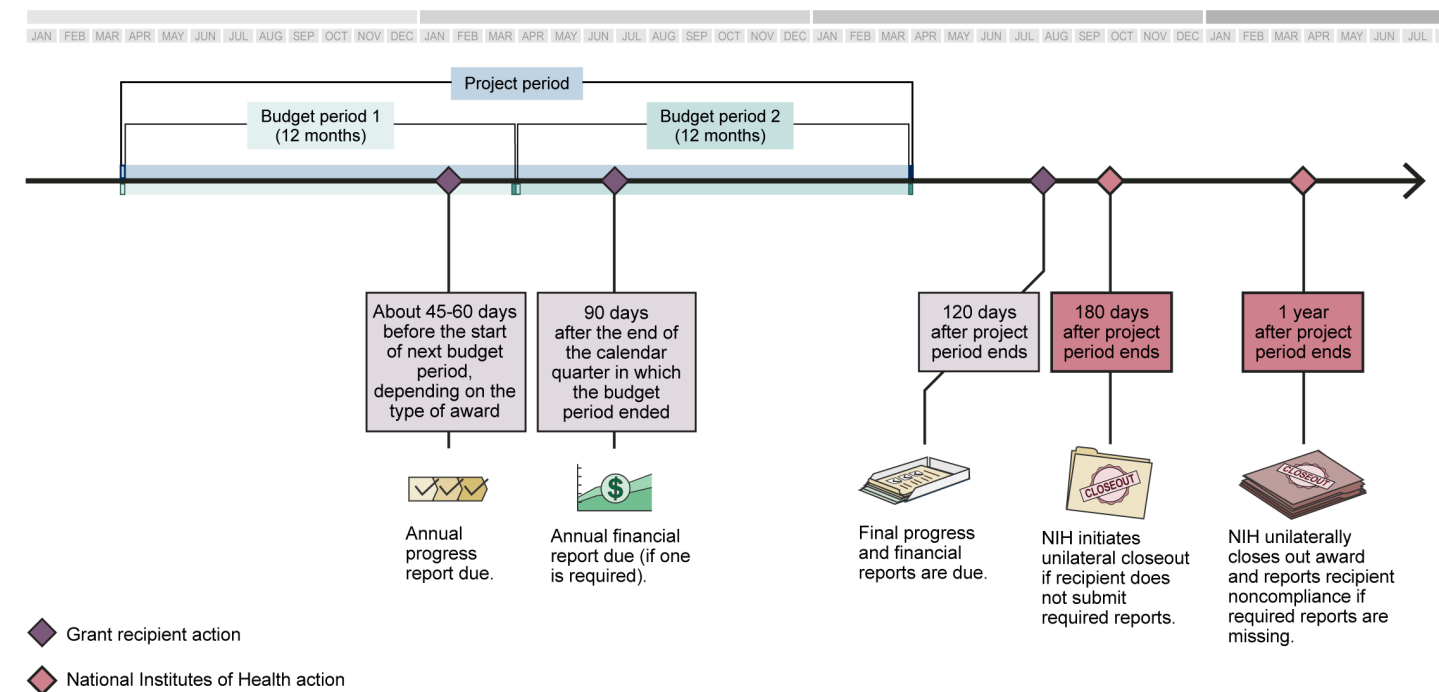 JAN FEB MAR APR MAY JUN JUL AUG SEP OCT NOV DEC JAN FEB MAR APR MAY JUN JUL AUG SEP OCT NOV DEC JAN FEB MAR APR MAY JUN JUL AUG SEP OCT NOV DEC JAN FEB MAR APR MAY JUN JUL
Project period
Budget period 1
(12 months)
Budget period 2
(12 months)
About 45-60 days
before the start
of next budget
period,
depending on the
type of award
90 days
after the end of
the calendar
quarter in which
the budget
period ended
120 days
after project
period ends
180 days
after project
period ends
1 year
after project
period ends
$
CLOSEOUT
CLOSEOUT
Annual
progress
report due.
Annual financial
report due (if one
is required).
Final progress
and financial
reports are due.
NIH initiates
unilateral closeout
if recipient does
not submit
required reports.
NIH unilaterally
closes out award
and reports recipient
noncompliance if
required reports are
missing.
Grant recipient action
National Institutes of Health action